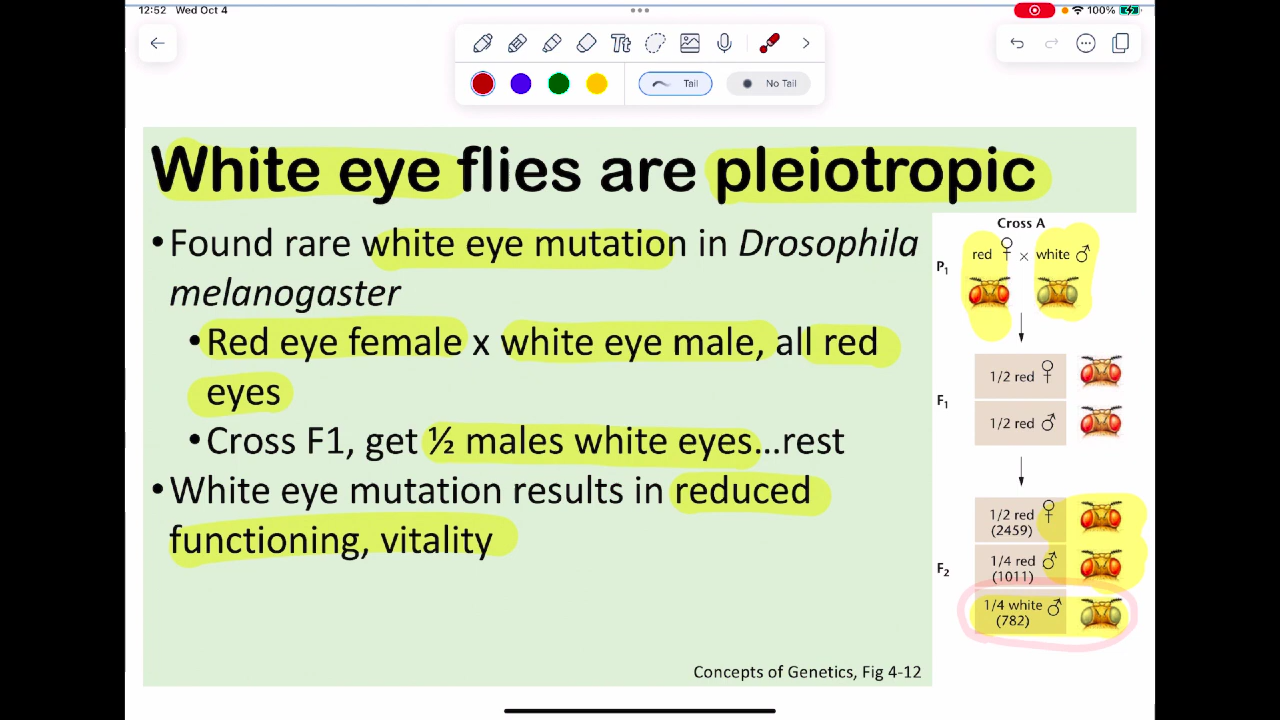 12:52 Wed Oct 4
100%
Tt
Tail
No Tail
White eye flies are pleiotropic
•Found rare white eye mutation in Drosophila
melanogaster
•Red eye female x white eye male, all red
eyes
•Cross F1, get ½ males white eyes...rest
•White eye mutation results in reduced
functioning, vitality
Concepts of Genetics, Fig 4-12
Cross A
P1
red ♀ × white ♂
F1
1/2 red ♀
1/2 red ♂
F2
1/2 red ♀
(2459)
1/4 red ♂
(1011)
1/4 white ♂
(782)